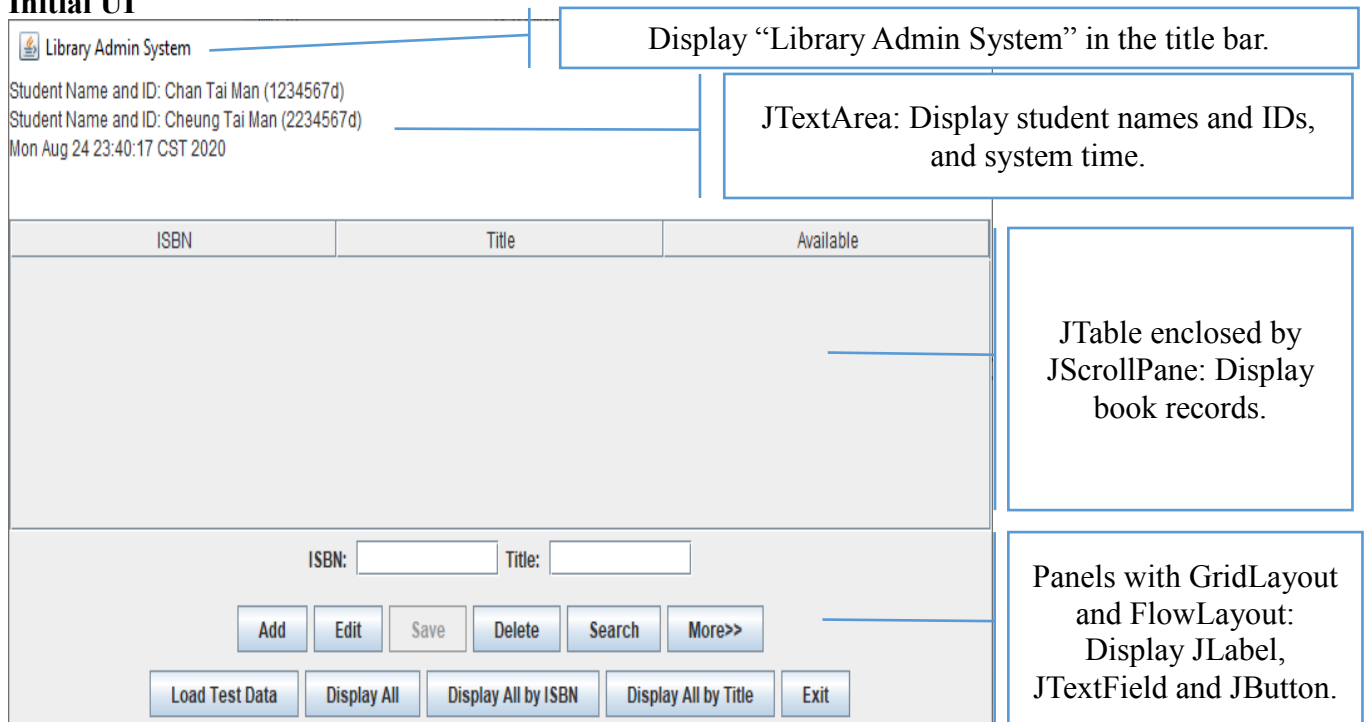 Initial UI
Library Admin System
Display “Library Admin System” in the title bar.
Student Name and ID: Chan Tai Man (1234567d)
Student Name and ID: Cheung Tai Man (2234567d)
Mon Aug 24 23:40:17 CST 2020
JTextArea: Display student names and IDs,
and system time.
ISBN Title Available
JTable enclosed by
JScrollPane: Display
book records.
ISBN: Title:
Add Edit Save Delete Search More>>
Load Test Data Display All Display All by ISBN Display All by Title Exit
Panels with GridLayout
and FlowLayout:
Display JLabel,
JTextField and JButton.